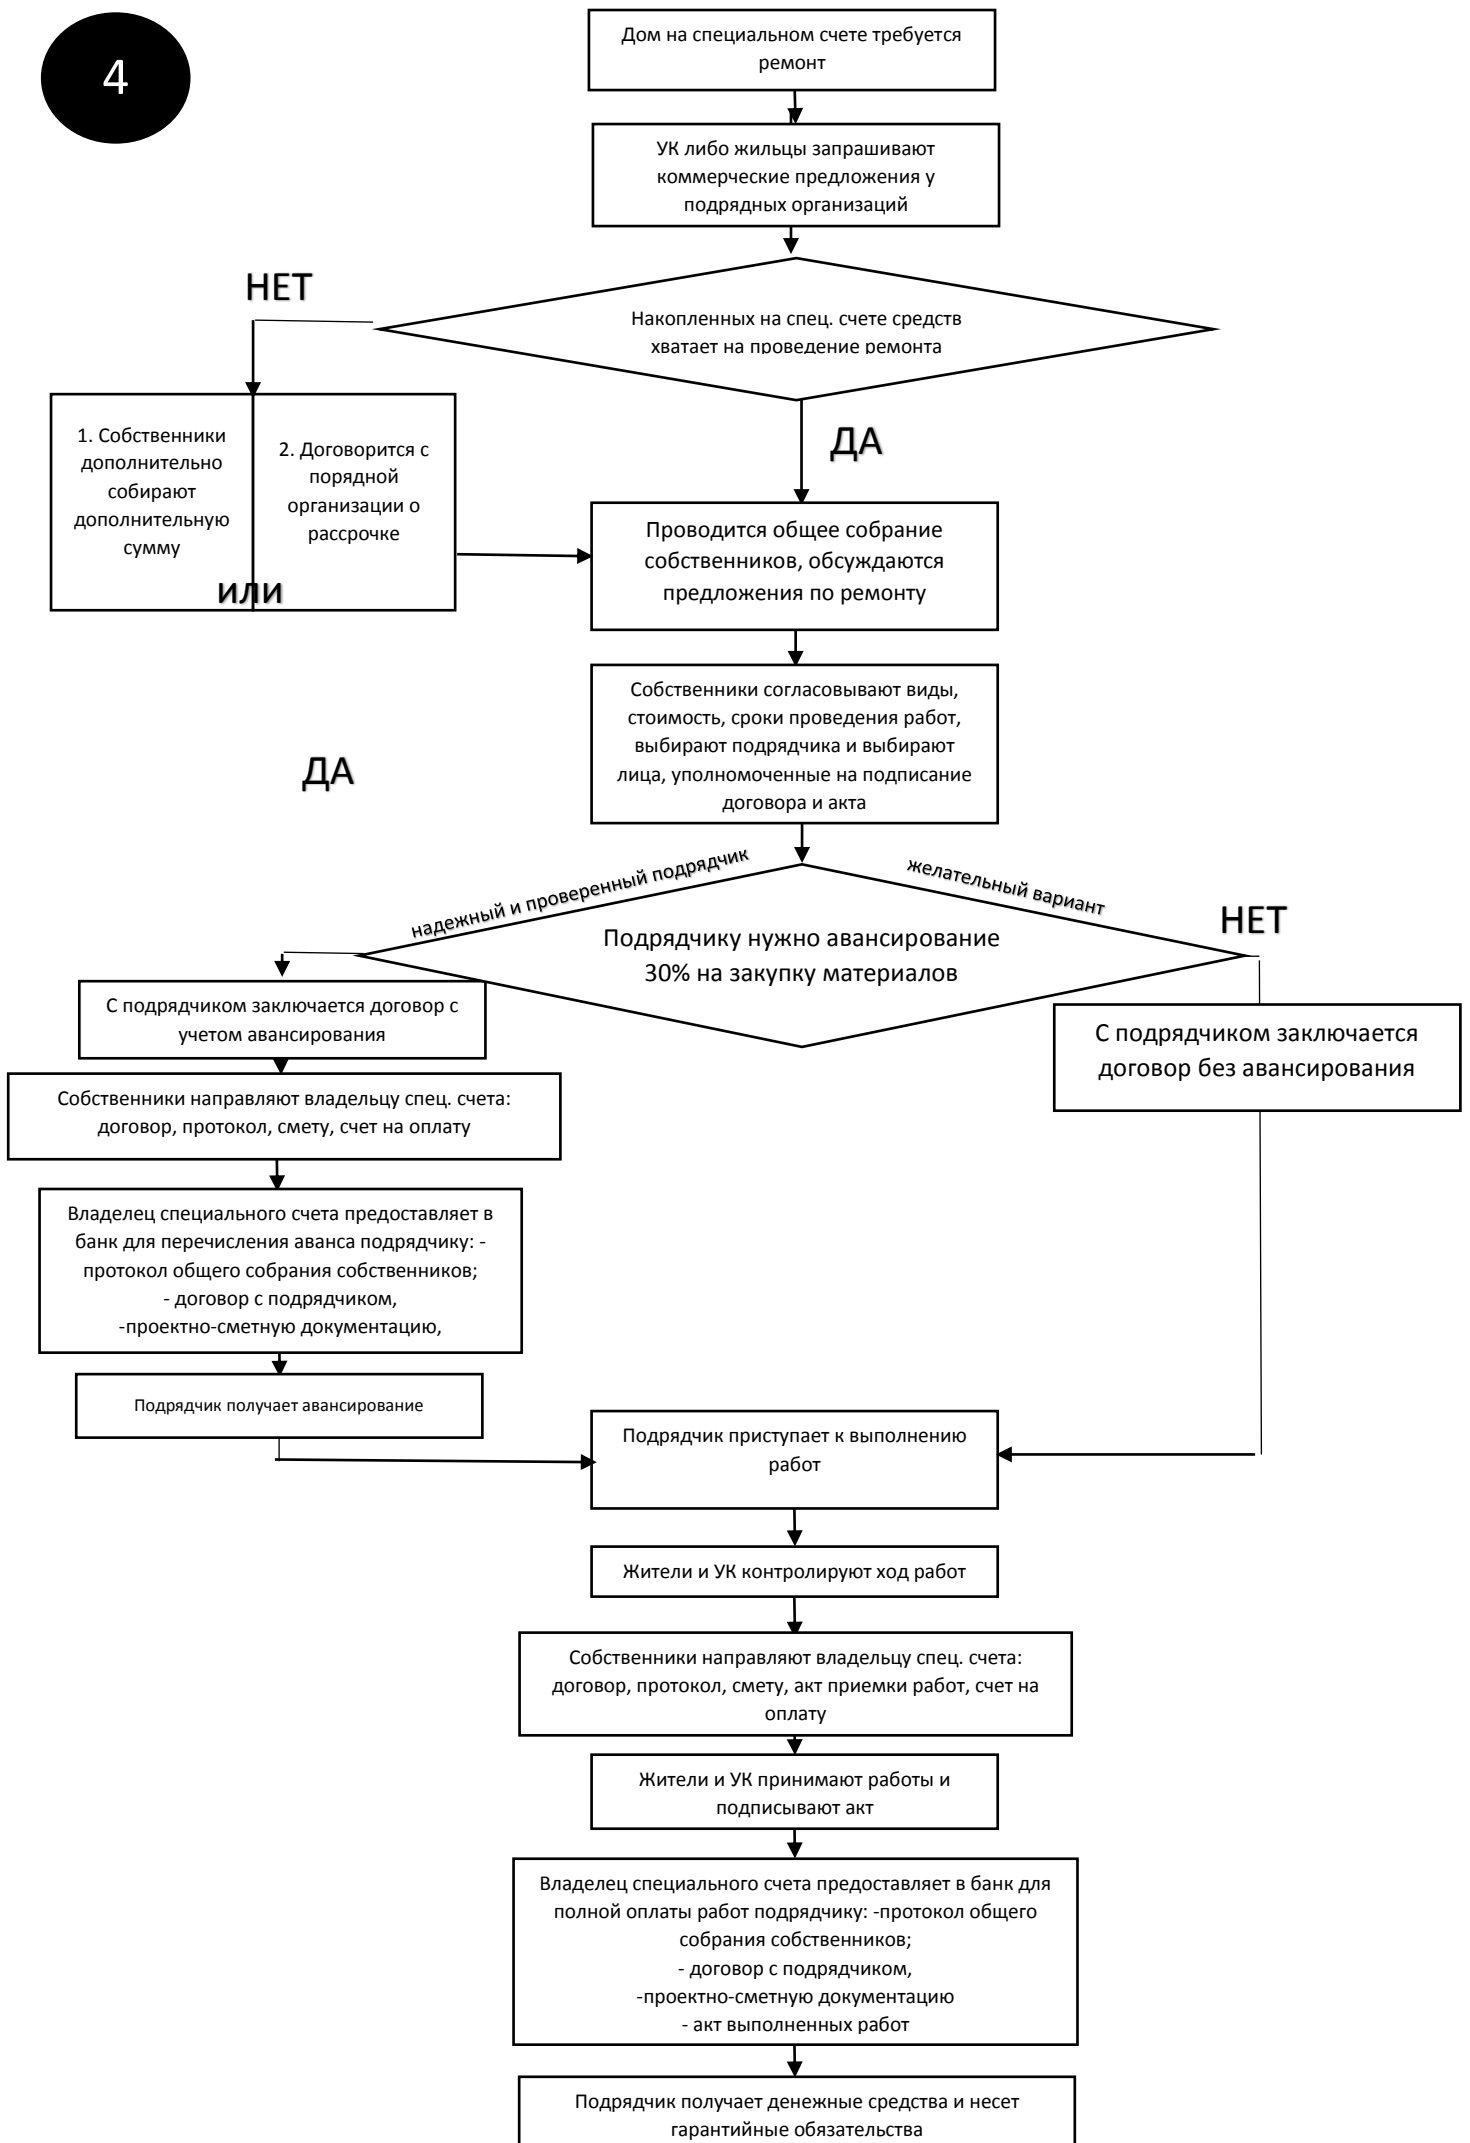 4
Дом на специальном счете требуется
ремонт
УК либо жильцы запрашивают
коммерческие предложения у
подрядных организаций
НЕТ
Накопленных на спец. счете средств
хватает на проведение ремонта
ДА
1. Собственники
дополнительно
собирают
дополнительную
сумму
2. Договорится с
порядной
организации о
рассрочке
или
Проводится общее собрание
собственников, обсуждаются
предложения по ремонту
Собственники согласовывают виды,
стоимость, сроки проведения работ,
выбирают подрядчика и выбирают
лица, уполномоченные на подписание
договора и акта
ДА
надежный и проверенный подрядчик
желательный вариант
НЕТ
Подрядчику нужно авансирование
30% на закупку материалов
С подрядчиком заключается договор с
учетом авансирования
С подрядчиком заключается
договор без авансирования
Собственники направляют владельцу спец. счета:
договор, протокол, смету, счет на оплату
Владелец специального счета предоставляет в
банк для перечисления аванса подрядчику: -
протокол общего собрания собственников;
- договор с подрядчиком,
-проектно-сметную документацию,
Подрядчик получает авансирование
Подрядчик приступает к выполнению
работ
Жители и УК контролируют ход работ
Собственники направляют владельцу спец. счета:
договор, протокол, смету, акт приемки работ, счет на
оплату
Жители и УК принимают работы и
подписывают акт
Владелец специального счета предоставляет в банк для
полной оплаты работ подрядчику: -протокол общего
собрания собственников;
- договор с подрядчиком,
-проектно-сметную документацию
- акт выполненных работ
Подрядчик получает денежные средства и несет
гарантийные обязательства